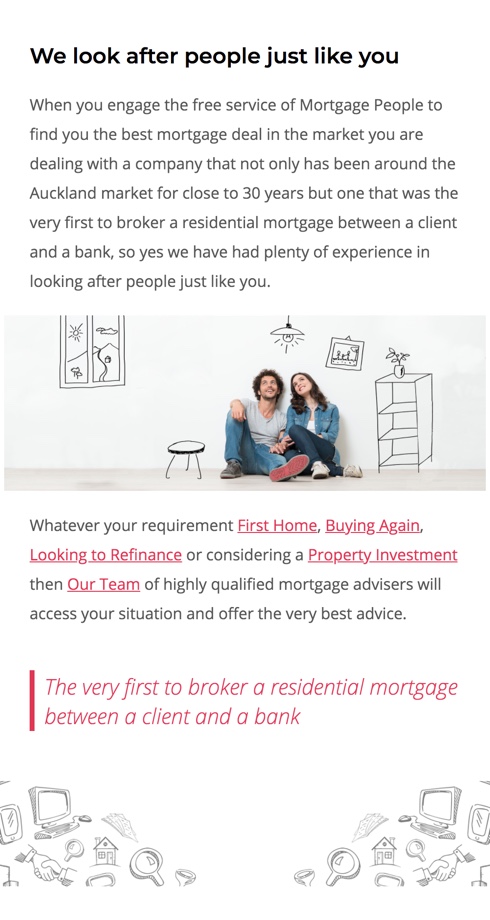 We look after people just like you
When you engage the free service of Mortgage People to
find you the best mortgage deal in the market you are
dealing with a company that not only has been around the
Auckland market for close to 30 years but one that was the
very first to broker a residential mortgage between a client
and a bank, so yes we have had plenty of experience in
looking after people just like you.
Whatever your requirement First Home, Buying Again,
Looking to Refinance or considering a Property Investment
then Our Team of highly qualified mortgage advisers will
access your situation and offer the very best advice.
The very first to broker a residential mortgage
between a client and a bank